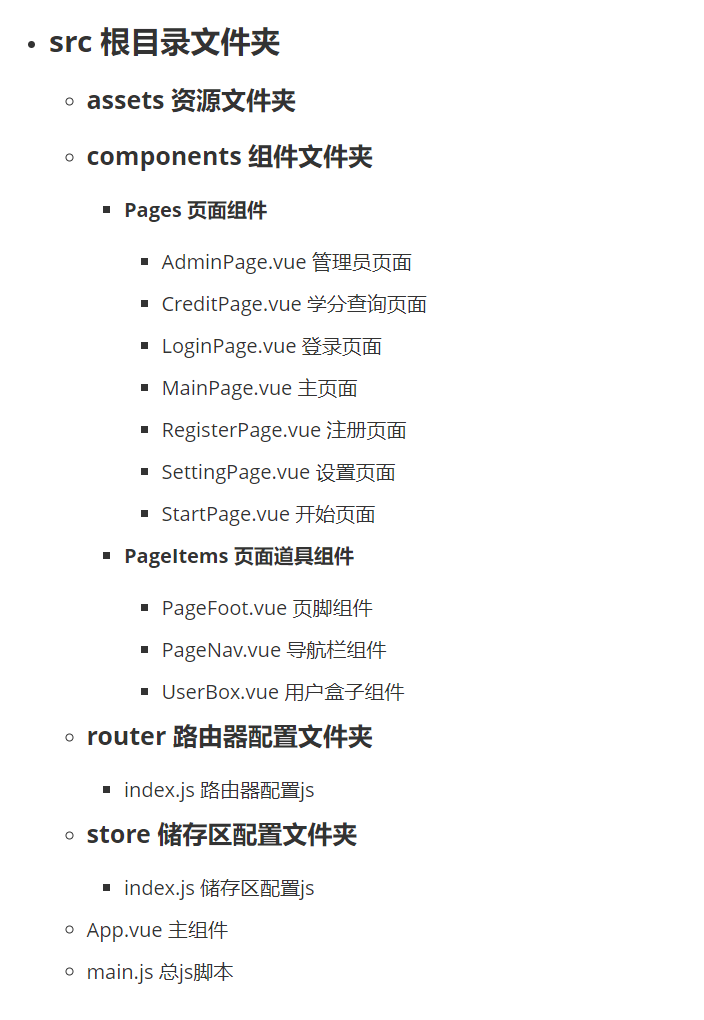 src 根目录文件夹
assets 资源文件夹
components 组件文件夹
Pages 页面组件
AdminPage.vue 管理员页面
CreditPage.vue 学分查询页面
LoginPage.vue 登录页面
MainPage.vue 主页面
RegisterPage.vue 注册页面
SettingPage.vue 设置页面
StartPage.vue 开始页面
PageItems 页面道具组件
PageFoot.vue 页脚组件
PageNav.vue 导航栏组件
UserBox.vue 用户盒子组件
router 路由器配置文件夹
index.js 路由器配置js
store 储存区配置文件夹
index.js 储存区配置js
App.vue 主组件
main.js 总js脚本